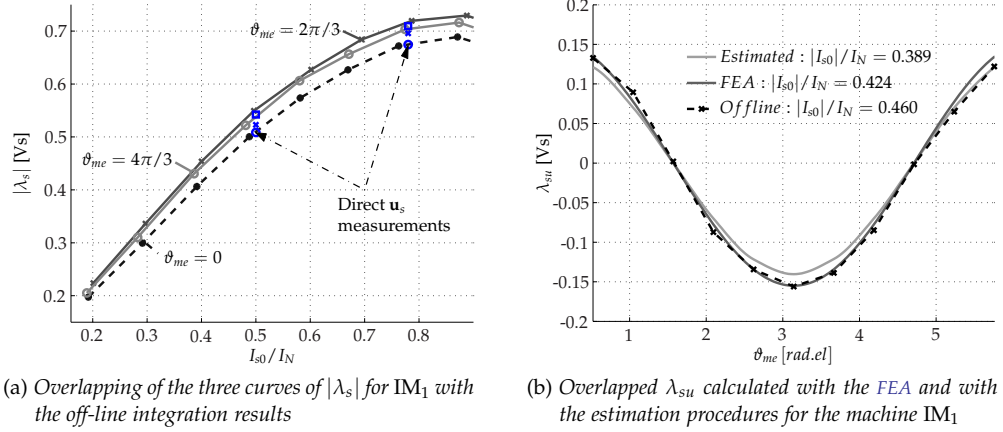 0.7
0.6
0.5
0.4
0.3
0.2
|λs| [Vs]
ϑme = 2π/3
ϑme = 4π/3
ϑme = 0
Direct us
measurements
0.2 0.3 0.4 0.5 0.6 0.7 0.8
Is0/IN
(a) Overlapping of the three curves of |λs| for IM1 with
the off-line integration results
0.2
0.15
0.1
0.05
0
-0.05
-0.1
-0.15
-0.2
λsu [Vs]
Estimated : |Is0|/IN = 0.389
FEA : |Is0|/IN = 0.424
Offline : |Is0|/IN = 0.460
1 2 3 4 5
ϑme [rad.el]
(b) Overlapped λsu calculated with the FEA and with
the estimation procedures for the machine IM1